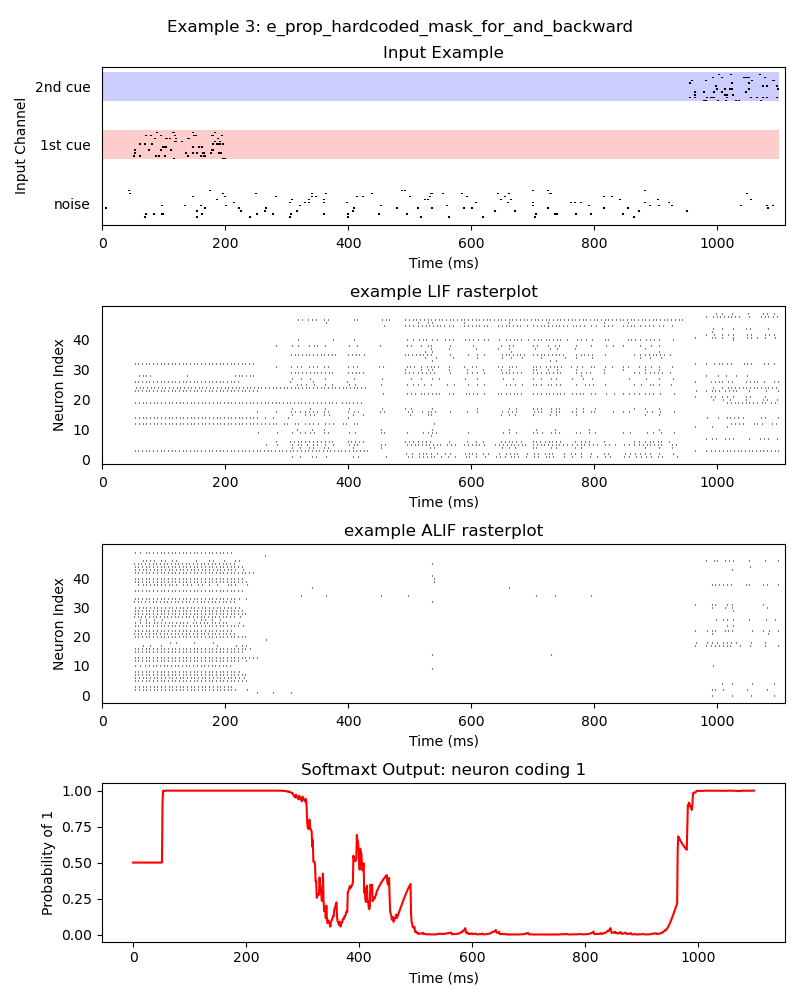 Example 3: e_prop_hardcoded_mask_for_and_backward
Input Example
Input Channel
2nd cue
1st cue
noise
0 200 400 600 800 1000
Time (ms)
example LIF rasterplot
Neuron Index
40
30
20
10
0
0 200 400 600 800 1000
Time (ms)
example ALIF rasterplot
Neuron Index
40
30
20
10
0
0 200 400 600 800 1000
Time (ms)
Softmaxt Output: neuron coding 1
Probability of 1
1.00
0.75
0.50
0.25
0.00
0 200 400 600 800 1000
Time (ms)